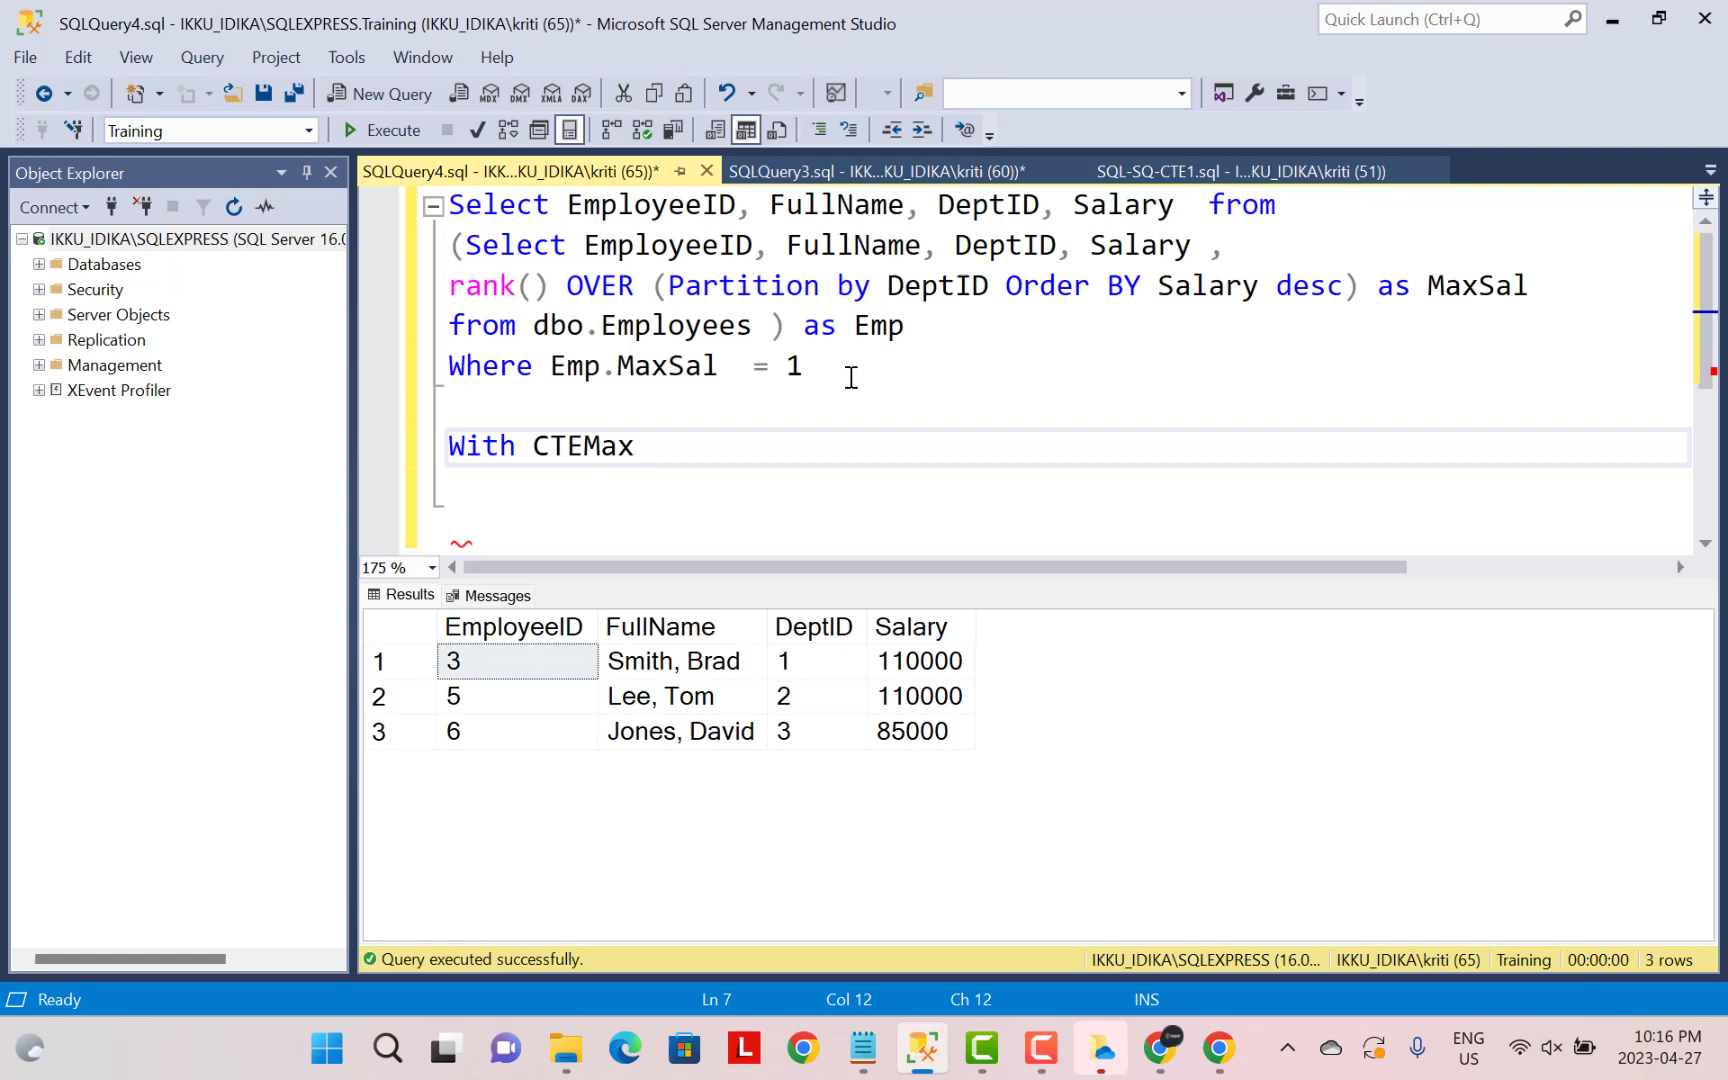 SQLQuery4.sql - IKKU_IDIKA\SQLEXPRESS.Training (IKKU_IDIKA\kriti (65))* - Microsoft SQL Server Management Studio
Quick Launch (Ctrl+Q)
File Edit View Query Project Tools Window Help
New Query MDX DMX XMLA DAX
Training Execute
Object Explorer
SQLQuery4.sql - IKK...KU_IDIKA\kriti (65))* SQLQuery3.sql - IKK...KU_IDIKA\kriti (60))* SQL-SQ-CTE1.sql - I...KU_IDIKA\kriti (51))
Connect
IKKU_IDIKA\SQLEXPRESS (SQL Server 16.0
Databases
Security
Server Objects
Replication
Management
XEvent Profiler
Select EmployeeID, FullName, DeptID, Salary from
(Select EmployeeID, FullName, DeptID, Salary ,
rank() OVER (Partition by DeptID Order BY Salary desc) as MaxSal
from dbo.Employees ) as Emp
Where Emp.MaxSal = 1
With CTEMax
175 %
Results Messages
EmployeeID FullName DeptID Salary
1 3 Smith, Brad 1 110000
2 5 Lee, Tom 2 110000
3 6 Jones, David 3 85000
Query executed successfully. IKKU_IDIKA\SQLEXPRESS (16.0... IKKU_IDIKA\kriti (65) Training 00:00:00 3 rows
Ready Ln 7 Col 12 Ch 12 INS
L
ENG
US
10:16 PM
2023-04-27